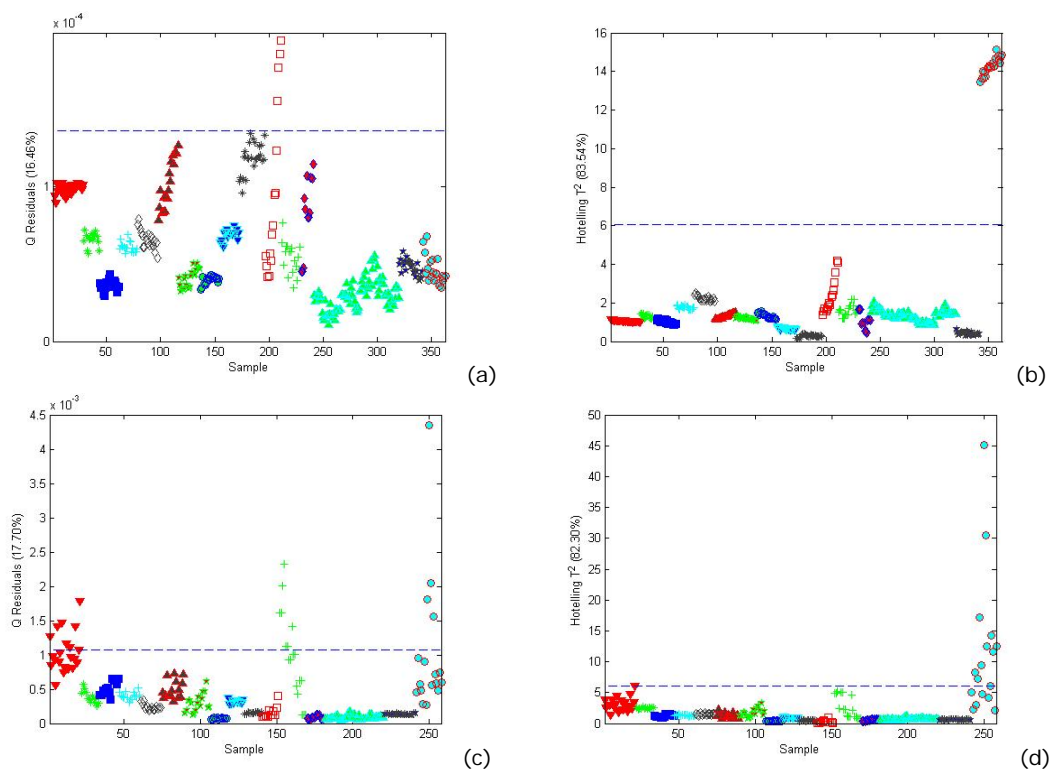 x 10⁻⁴
Q Residuals (16.46%)
1
0
0 50 100 150 200 250 300 350
Sample
(a)
Hotelling T² (83.54%)
16
14
12
10
8
6
4
2
0
50 100 150 200 250 300 350
Sample
(b)
x 10⁻³
Q Residuals (17.70%)
4.5
4
3.5
3
2.5
2
1.5
1
0.5
0
50 100 150 200 250
Sample
(c)
Hotelling T² (82.30%)
50
45
40
35
30
25
20
15
10
5
0
50 100 150 200 250
Sample
(d)